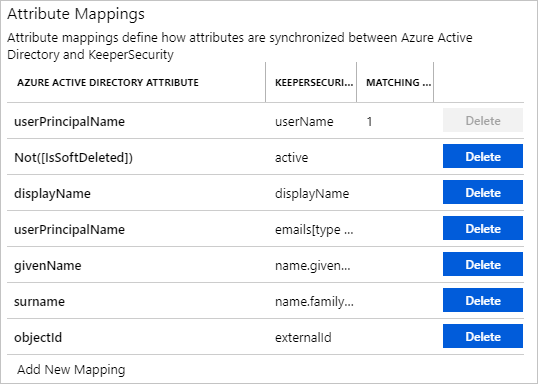 Attribute Mappings
Attribute mappings define how attributes are synchronized between Azure Active
Directory and KeeperSecurity
AZURE ACTIVE DIRECTORY ATTRIBUTE KEEPERSECURI... MATCHING ...
userPrincipalName userName 1 Delete
Not([IsSoftDeleted]) active Delete
displayName displayName Delete
userPrincipalName emails[type ... Delete
givenName name.given... Delete
surname name.family... Delete
objectId externalId Delete
Add New Mapping